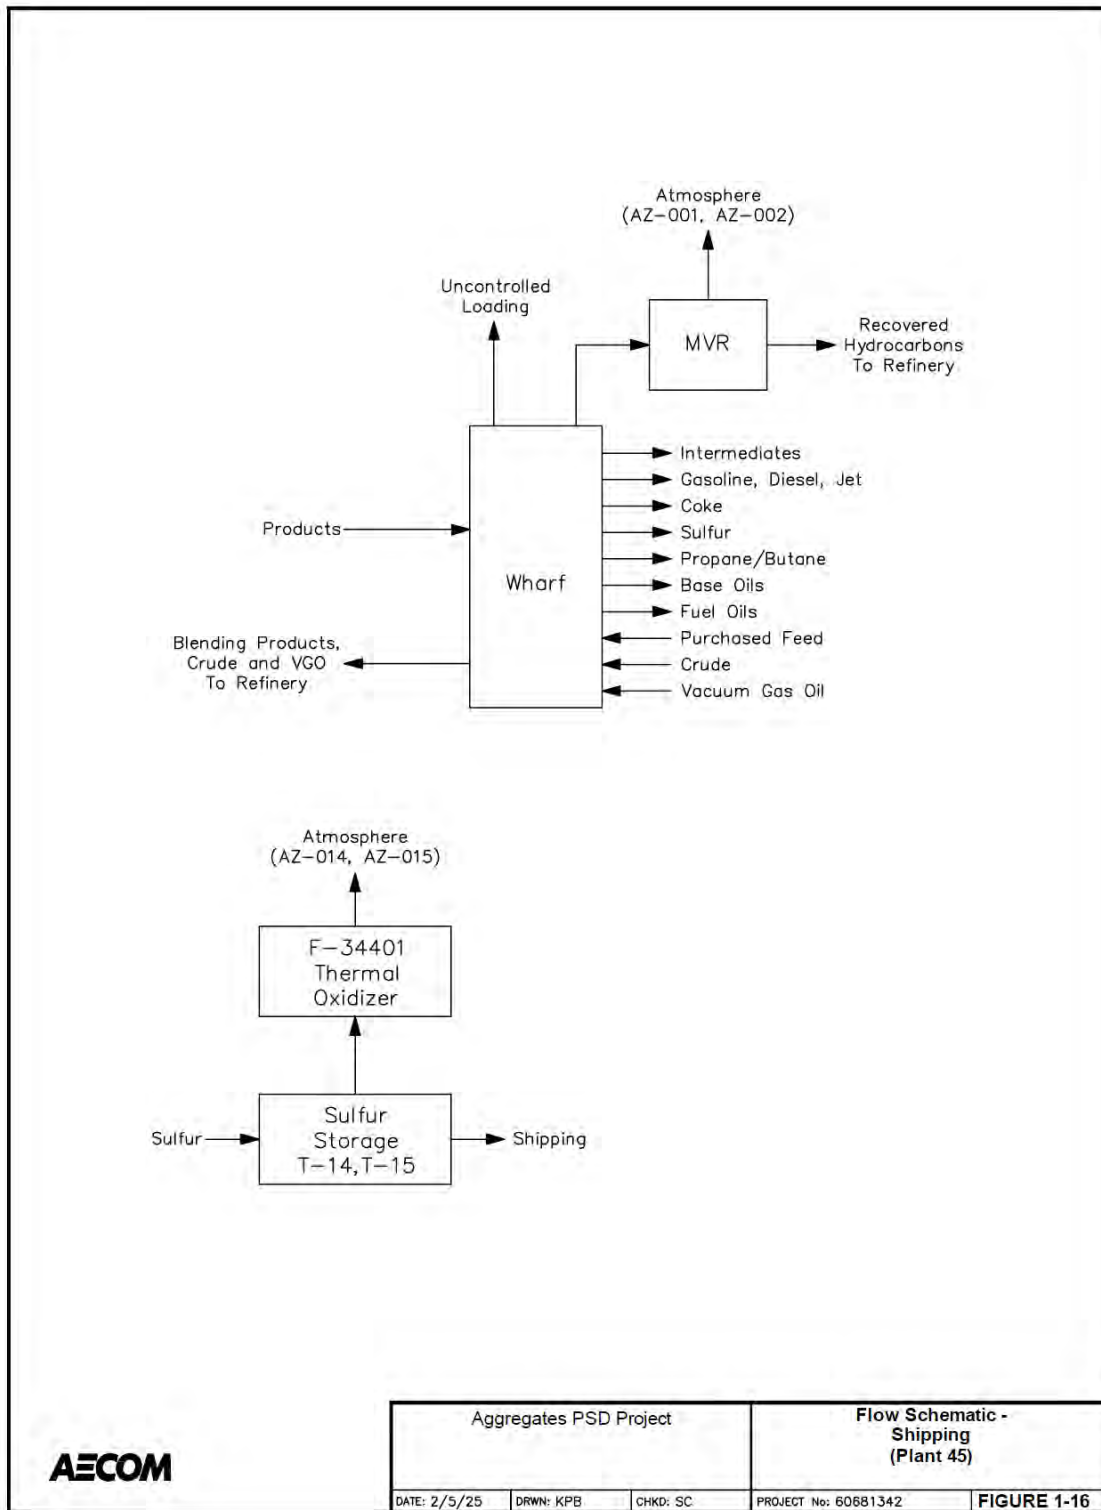 Atmosphere
(AZ-001, AZ-002)
Uncontrolled
Loading
MVR
Recovered
Hydrocarbons
To Refinery
Intermediates
Gasoline, Diesel, Jet
Coke
Sulfur
Products
Propane/Butane
Wharf
Base Oils
Fuel Oils
Purchased Feed
Blending Products,
Crude and VGO
To Refinery
Crude
Vacuum Gas Oil
Atmosphere
(AZ-014, AZ-015)
F-34401
Thermal
Oxidizer
Sulfur
Sulfur
Storage
T-14,T-15
Shipping
AECOM
Aggregates PSD Project
Flow Schematic -
Shipping
(Plant 45)
DATE: 2/5/25
DRWN: KPB
CHKD: SC
PROJECT No: 60681342
FIGURE 1-16